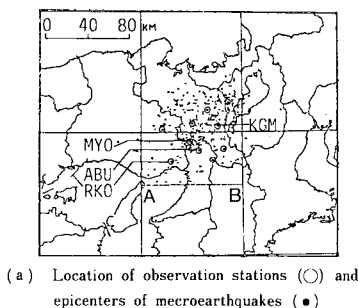 0 40 80 KM
KGM
MYO
ABU
RKO
A B
(a) Location of observation stations (○) and
epicenters of mecroearthquakes (●)